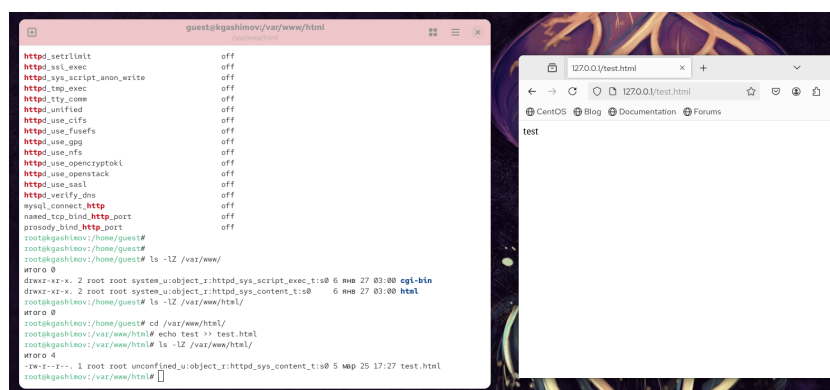 guest@kgashimov:/var/www/html
/var/www/html
httpd_setrlimit off
httpd_ssi_exec off
httpd_sys_script_anon_write off
httpd_tmp_exec off
httpd_tty_comm off
httpd_unified off
httpd_use_cifs off
httpd_use_fusefs off
httpd_use_gpg off
httpd_use_nfs off
httpd_use_opencryptoki off
httpd_use_openstack off
httpd_use_sasl off
httpd_verify_dns off
mysql_connect_http off
named_tcp_bind_http_port off
prosody_bind_http_port off
root@kgashimov:/home/guest#
root@kgashimov:/home/guest#
root@kgashimov:/home/guest# ls -lZ /var/www/
итого 0
drwxr-xr-x. 2 root root system_u:object_r:httpd_sys_script_exec_t:s0 6 янв 27 03:00 cgi-bin
drwxr-xr-x. 2 root root system_u:object_r:httpd_sys_content_t:s0 6 янв 27 03:00 html
root@kgashimov:/home/guest# ls -lZ /var/www/html/
итого 0
root@kgashimov:/home/guest# cd /var/www/html/
root@kgashimov:/var/www/html# echo test >> test.html
root@kgashimov:/var/www/html# ls -lZ /var/www/html/
итого 4
-rw-r--r--. 1 root root unconfined_u:object_r:httpd_sys_content_t:s0 5 мар 25 17:27 test.html
root@kgashimov:/var/www/html#
127.0.0.1/test.html
127.0.0.1/test.html
CentOS Blog Documentation Forums
test